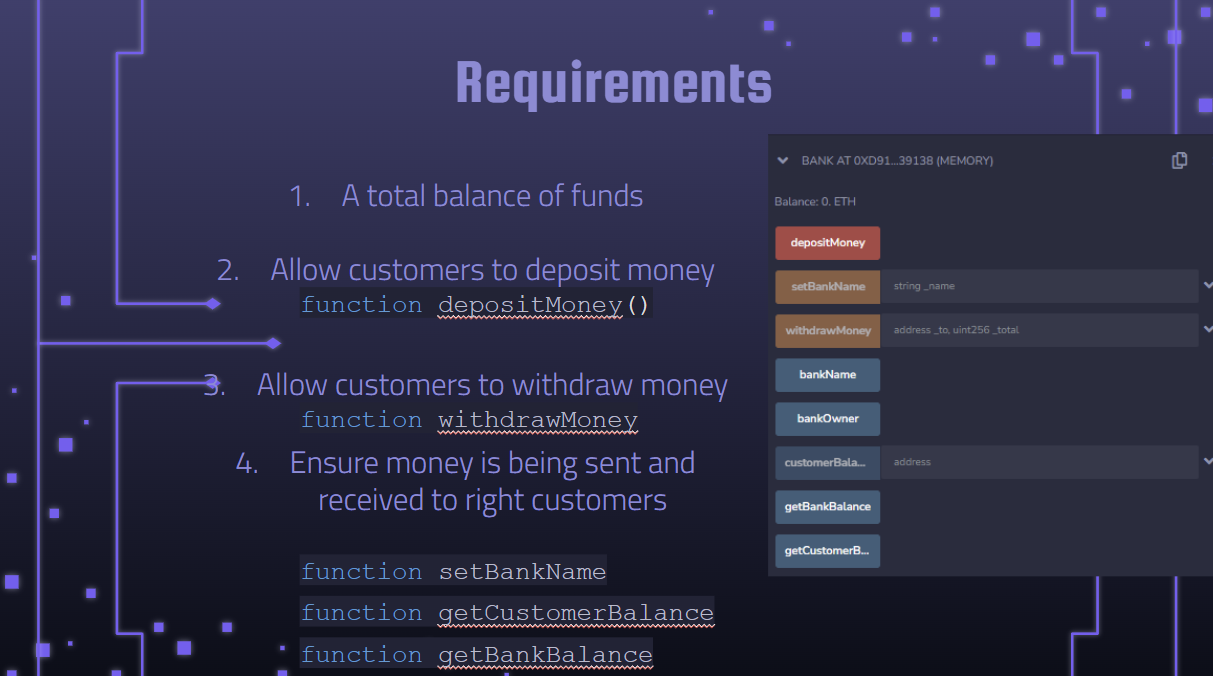 Requirements
1. A total balance of funds
2. Allow customers to deposit money
function depositMoney()
3. Allow customers to withdraw money
function withdrawMoney
4. Ensure money is being sent and
received to right customers
function setBankName
function getCustomerBalance
function getBankBalance
BANK AT 0XD91...39138 (MEMORY)
Balance: 0. ETH
depositMoney
setBankName string _name
withdrawMoney address _to, uint256 _total
bankName
bankOwner
customerBala... address
getBankBalance
getCustomerB...